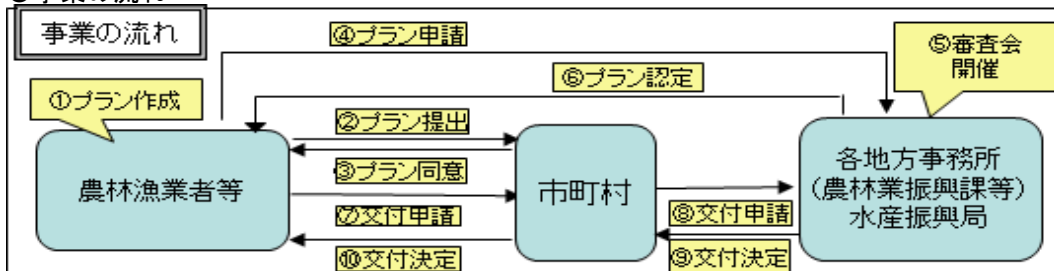 事業の流れ
④プラン申請
⑤審査会
開催
⑥プラン認定
①プラン作成
②プラン提出
③プラン同意
農林漁業者等
市町村
各地方事務所
(農林業振興課等)
水産振興局
⑦交付申請
⑧交付申請
⑩交付決定
⑨交付決定